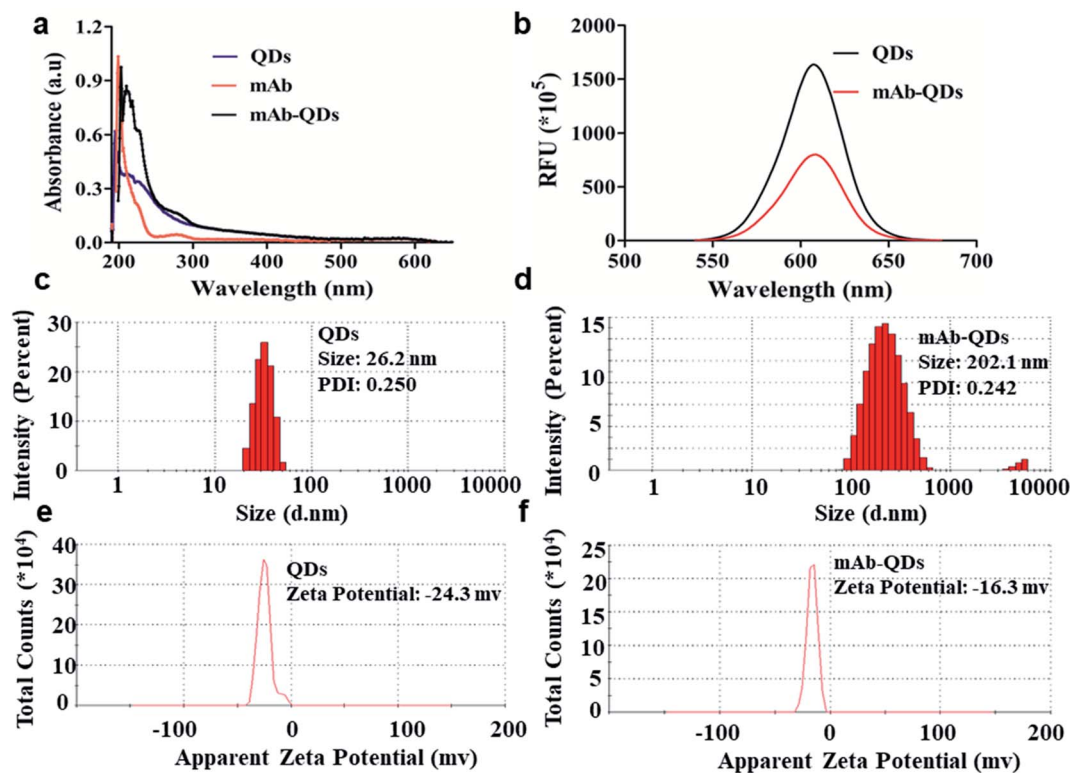 a
Absorbance (a.u)
1.2
0.9
0.6
0.3
0.0
QDs
mAb
mAb-QDs
200 300 400 500 600
Wavelength (nm)
b
RFU (*10⁵)
2000
1500
1000
500
0
QDs
mAb-QDs
500 550 600 650 700
Wavelength (nm)
c
Intensity (Percent)
30
20
10
0
QDs
Size: 26.2 nm
PDI: 0.250
1 10 100 1000 10000
Size (d.nm)
d
Intensity (Percent)
15
15
10
5
5
0
mAb-QDs
Size: 202.1 nm
PDI: 0.242
1 10 100 1000 10000
Size (d.nm)
e
Total Counts (*10⁴)
40
30
20
10
0
QDs
Zeta Potential: -24.3 mv
-100 0 100 200
Apparent Zeta Potential (mv)
f
Total Counts (*10⁴)
25
20
15
10
5
0
mAb-QDs
Zeta Potential: -16.3 mv
-100 0 100 200
Apparent Zeta Potential (mv)